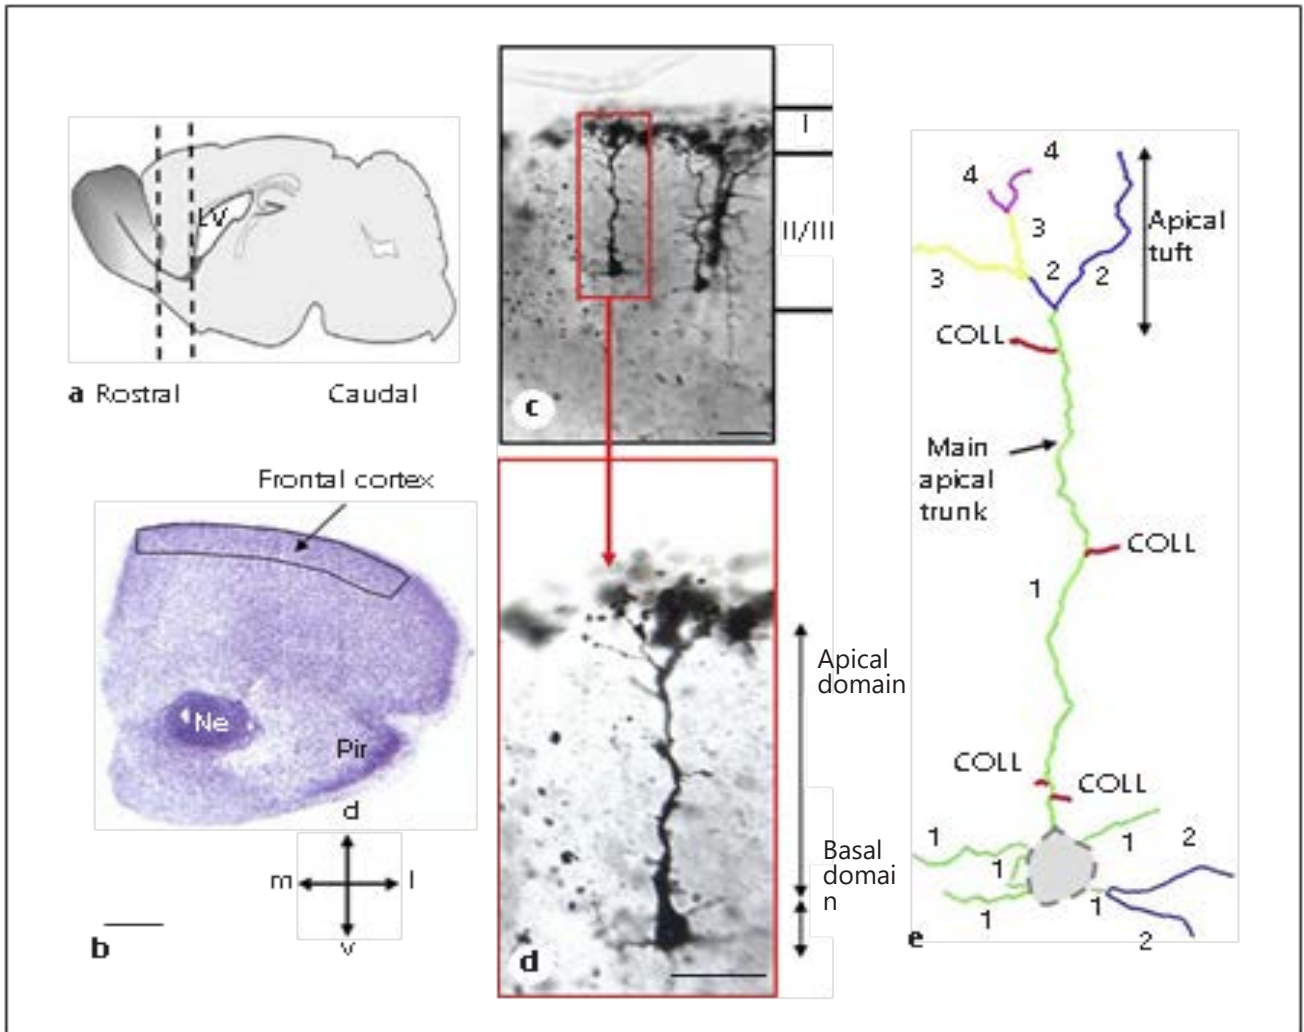 LV
a Rostral
Caudal
Frontal cortex
Ne
Pir
d
m
l
v
b
I
II/III
c
Apical
domain
Basal
domai
n
d
4
4
3
3
2
2
Apical
tuft
COLL
Main
apical
trunk
COLL
1
COLL
COLL
1
1
1
2
1
1
2
e